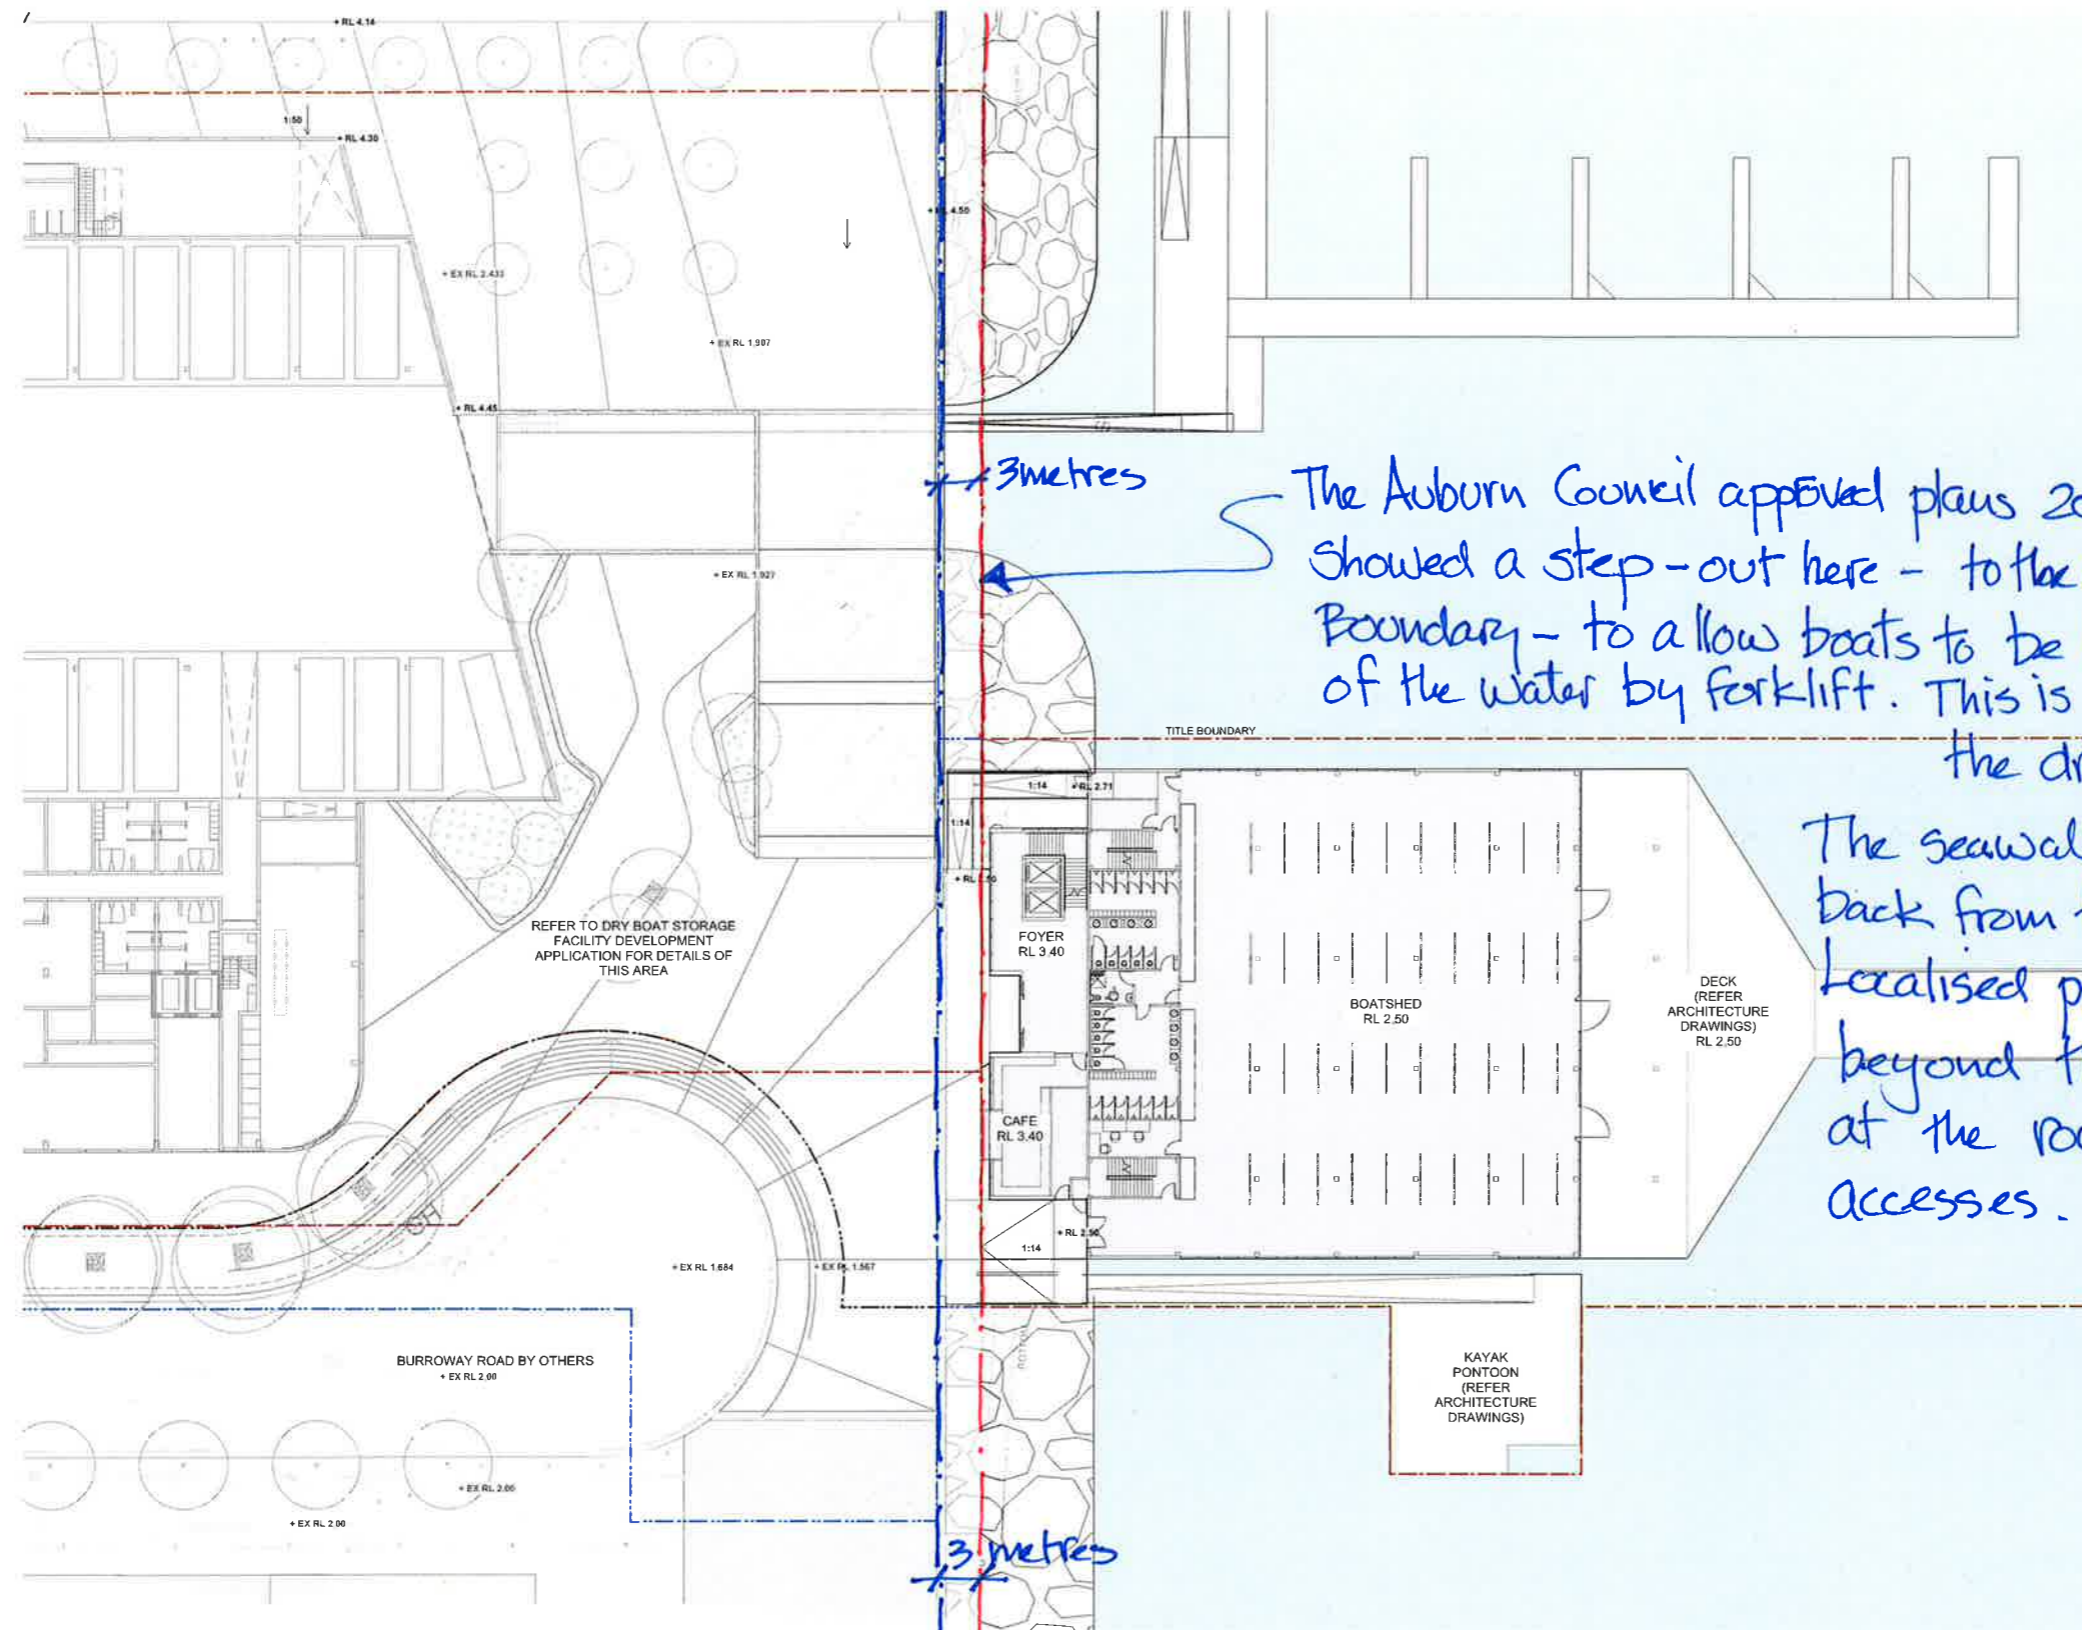 + RL 4.14
1:50
+ RL 4.30
+ RL 4.50
+ EX RL 2.433
+ EX RL 1.907
+ RL 4.45
3metres
The Auburn Council approved plans 20
showed a step-out here - to the
Boundary - to allow boats to be
of the water by forklift. This is
the dr
+ EX RL 1.927
TITLE BOUNDARY
1:14
+ RL 2.71
1:14
The seawal
back from
Localised p
beyond t
at the ro
accesses.
+ RL
REFER TO DRY BOAT STORAGE
FACILITY DEVELOPMENT
APPLICATION FOR DETAILS OF
THIS AREA
FOYER
RL 3.40
BOATSHED
RL 2.50
DECK
(REFER
ARCHITECTURE
DRAWINGS)
RL 2.50
CAFE
RL 3.40
+ RL 2.50
1:14
+ EX RL 1.684
+ EX RL 1.567
BURROWAY ROAD BY OTHERS
+ EX RL 2.00
KAYAK
PONTOON
(REFER
ARCHITECTURE
DRAWINGS)
+ EX RL 2.00
+ EX RL 2.00
3 metres